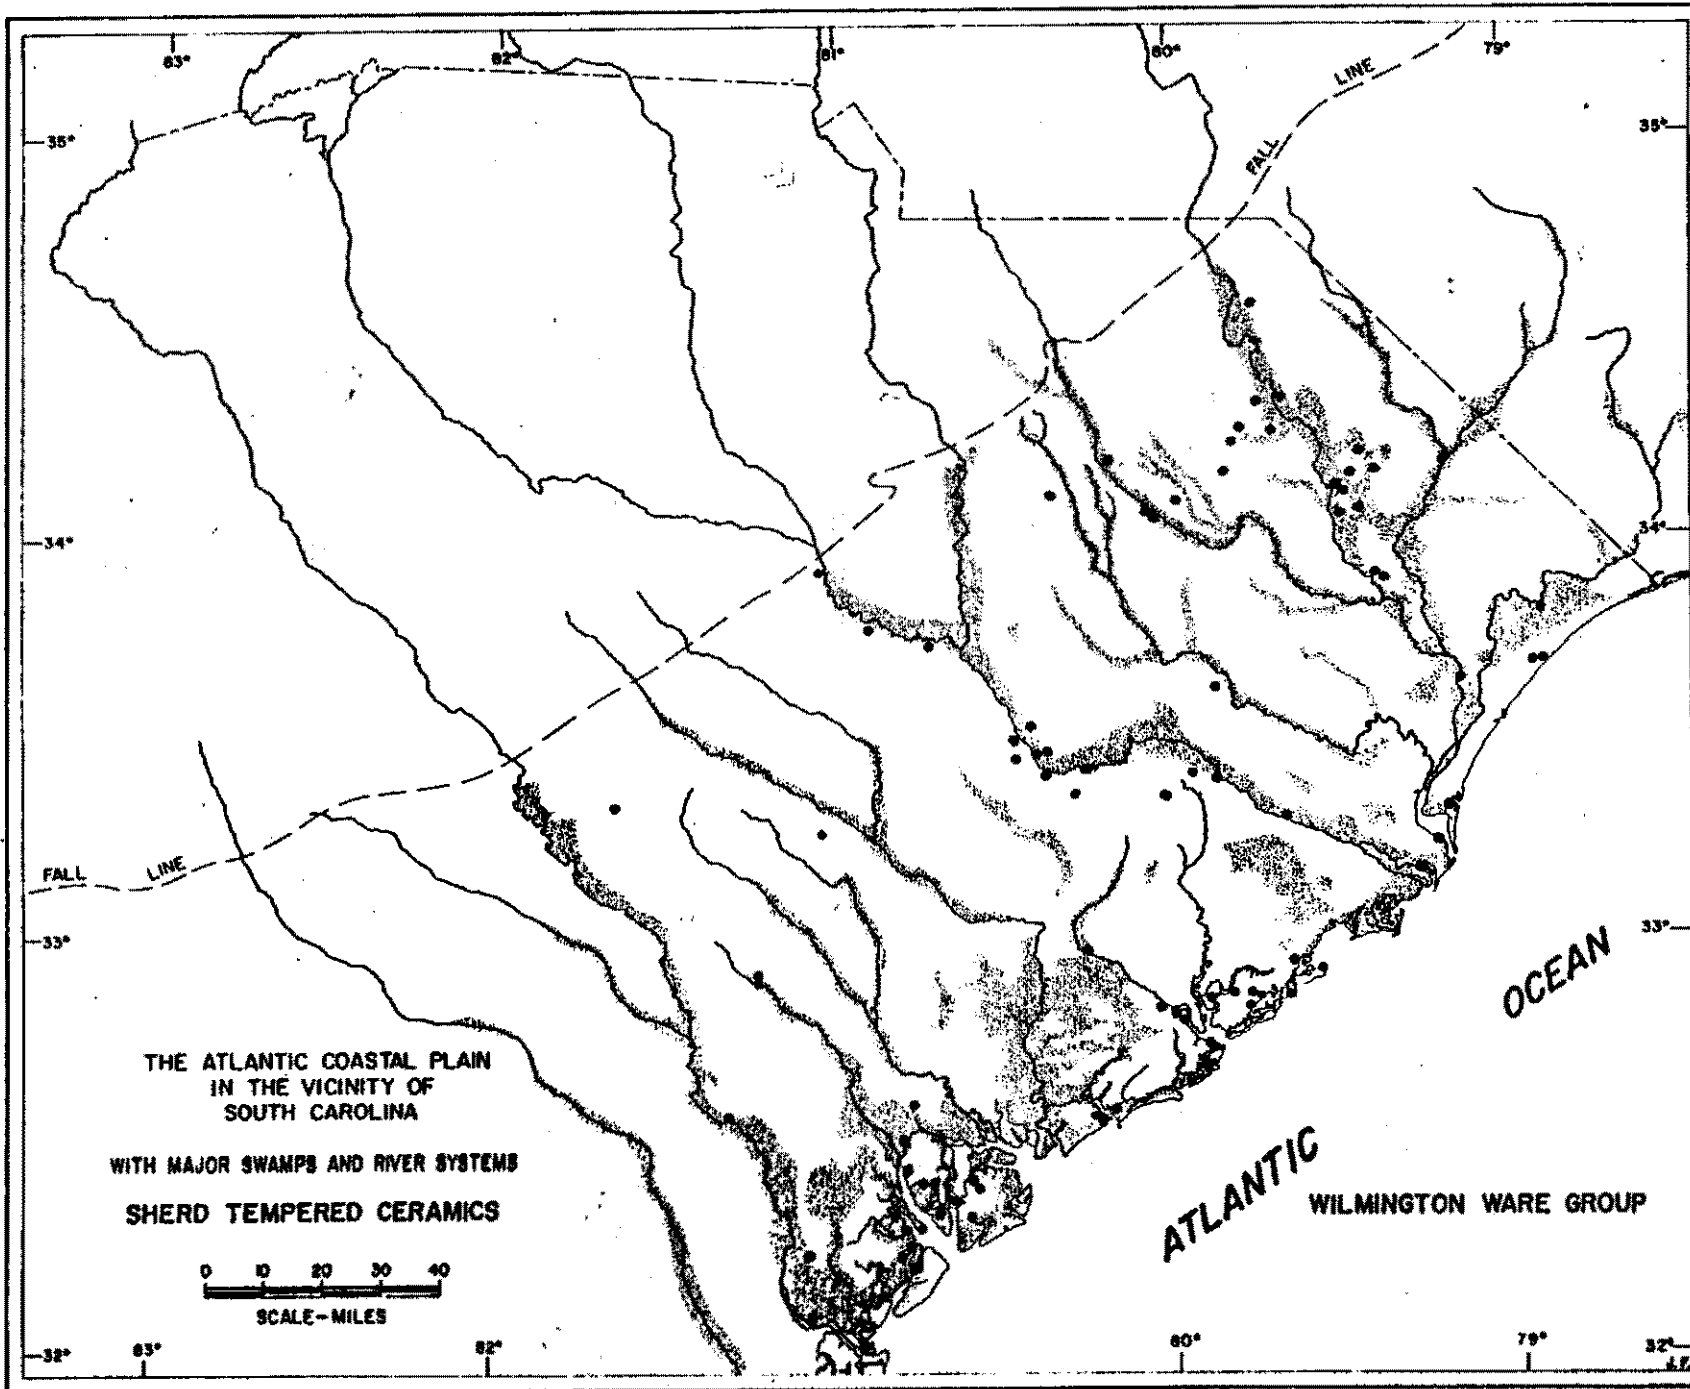 83°
82°
81°
80°
79°
LINE
FALL
35°
35°
34°
34°
FALL
LINE
33°
33°
OCEAN
ATLANTIC
THE ATLANTIC COASTAL PLAIN
IN THE VICINITY OF
SOUTH CAROLINA
WITH MAJOR SWAMPS AND RIVER SYSTEMS
SHERD TEMPERED CERAMICS
WILMINGTON WARE GROUP
0 10 20 30 40
SCALE-MILES
32°
83°
82°
80°
79°
32°